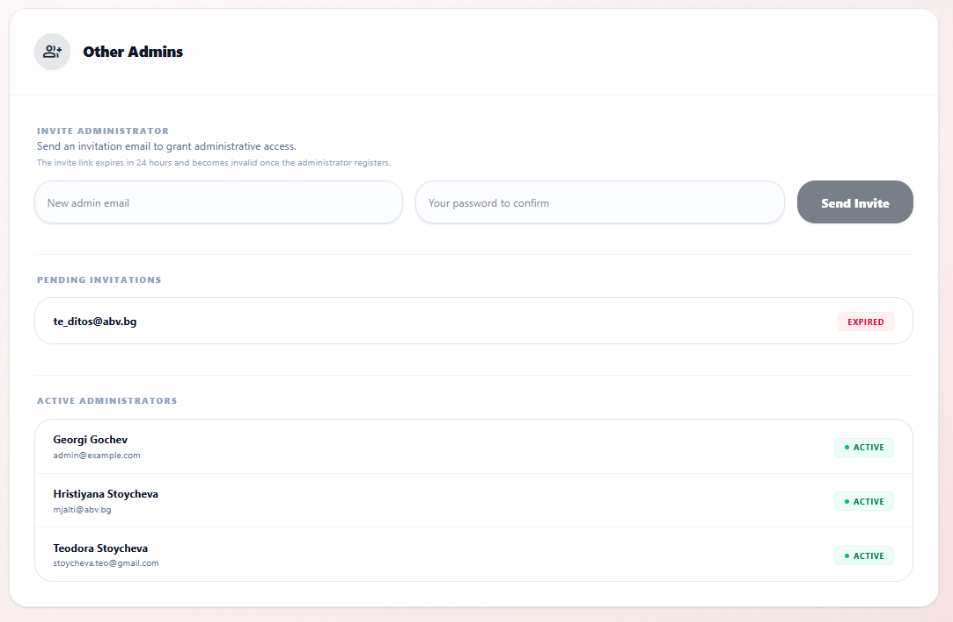 Other Admins
INVITE ADMINISTRATOR
Send an invitation email to grant administrative access.
The invite link expires in 24 hours and becomes invalid once the administrator registers.
New admin email
Your password to confirm
Send Invite
PENDING INVITATIONS
te_ditos@abv.bg
EXPIRED
ACTIVE ADMINISTRATORS
Georgi Gochev
admin@example.com
ACTIVE
Hristiyana Stoycheva
mjalti@abv.bg
ACTIVE
Teodora Stoycheva
stoycheva.teo@gmail.com
ACTIVE